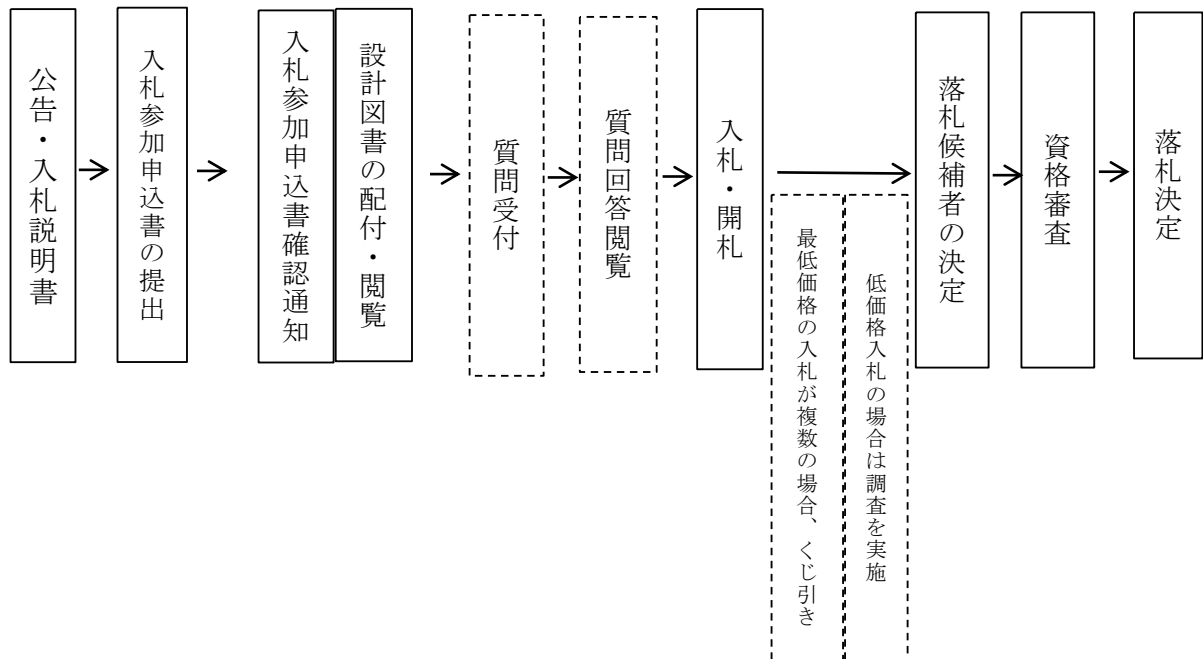 公告・入札説明書
入札参加申込書の提出
入札参加申込書確認通知
設計図書の配付・閲覧
質問受付
質問回答閲覧
入札・開札
最低価格の入札が複数の場合、くじ引き
低価格入札の場合は調査を実施
落札候補者の決定
資格審査
落札決定